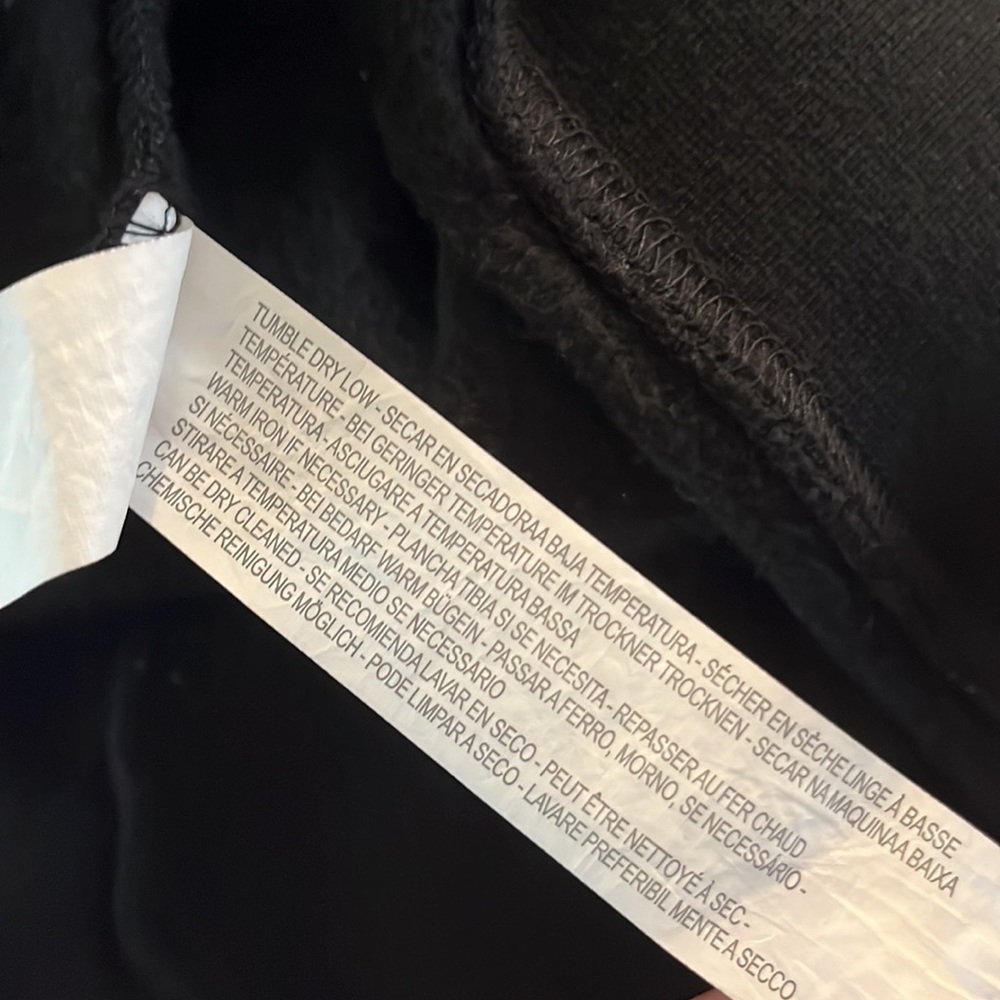 TUMBLE DRY LOW - SECAR EN SECADORA A BAJA TEMPERATURA - SÉCHER EN SÈCHE LINGE À BASSE
TEMPÉRATURE - BEI GERINGER TEMPERATURE IM TROCKNER TROCKNEN - SECAR NA MAQUINA A BAIXA
TEMPERATURA - ASCIUGARE A TEMPERATURA BASSA
WARM IRON IF NECESSARY - PLANCHA TIBIA SI SE NECESITA - REPASSER AU FER CHAUD
SI NÉCESSAIRE - BEI BEDARF WARM BÜGEIN - PASSAR A FERRO, MORNO, SE NECESSÁRIO -
STIRARE A TEMPERATURA MEDIO SE NECESSARIO
CAN BE DRY CLEANED - SE RECOMIENDA LAVAR EN SECO - PEUT ÊTRE NETTOYÉ À SEC -
CHEMISCHE REINIGUNG MÖGLICH - PODE LIMPAR A SECO - LAVARE PREFERIBILMENTE A SECCO